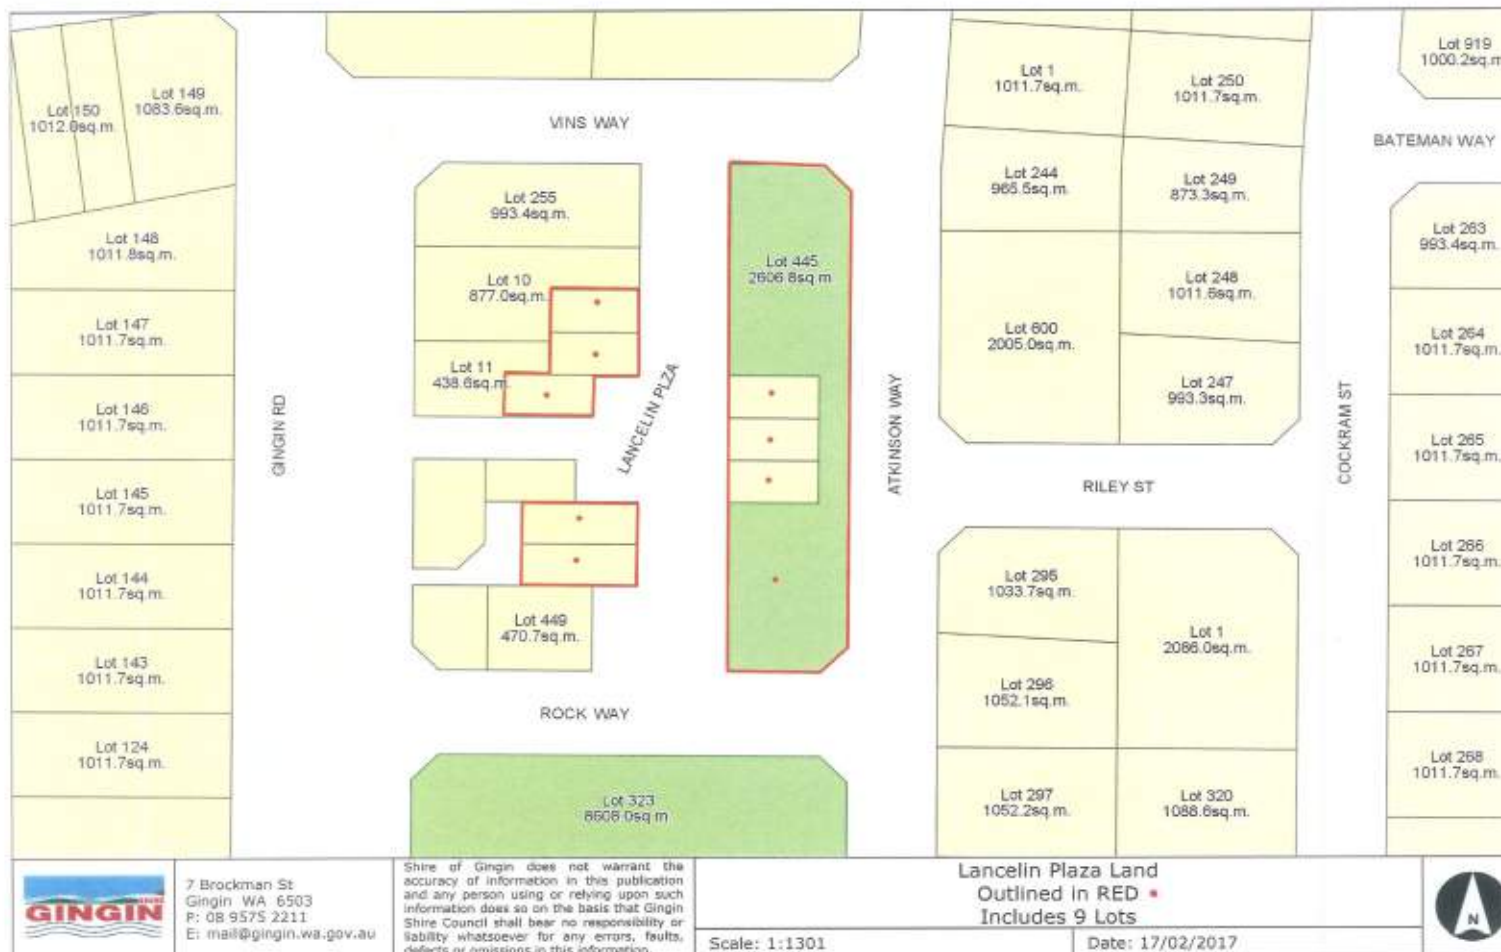 Lot 919
1000.2sq.m
Lot 149
1083.6sq.m.
Lot 150
1012.0sq.m.
Lot 1
1011.7sq.m.
Lot 250
1011.7sq.m.
VINS WAY
BATEMAN WAY
Lot 244
965.5sq.m.
Lot 249
873.3sq.m.
Lot 255
993.4sq.m.
Lot 148
1011.8sq.m.
Lot 263
993.4sq.m.
Lot 445
2606.8sq.m
Lot 10
877.0sq.m.
Lot 248
1011.6sq.m.
Lot 147
1011.7sq.m.
Lot 600
2005.0sq.m.
Lot 264
1011.7sq.m.
Lot 11
438.6sq.m.
Lot 247
993.3sq.m.
LANCELIN PLZA
Lot 146
1011.7sq.m.
GINGIN RD
ATKINSON WAY
COCKRAM ST
Lot 265
1011.7sq.m.
RILEY ST
Lot 145
1011.7sq.m.
Lot 266
1011.7sq.m.
Lot 144
1011.7sq.m.
Lot 295
1033.7sq.m.
Lot 449
470.7sq.m.
Lot 1
2086.0sq.m.
Lot 143
1011.7sq.m.
Lot 267
1011.7sq.m.
Lot 296
1052.1sq.m.
ROCK WAY
Lot 124
1011.7sq.m.
Lot 268
1011.7sq.m.
Lot 323
8608.0sq.m
Lot 297
1052.2sq.m.
Lot 320
1088.6sq.m.
GINGIN
7 Brockman St
Gingin WA 6503
P: 08 9575 2211
E: mail@gingin.wa.gov.au
Shire of Gingin does not warrant the
accuracy of information in this publication
and any person using or relying upon such
information does so on the basis that Gingin
Shire Council shall bear no responsibility or
liability whatsoever for any errors, faults,
defects or omissions in this information.
Lancelin Plaza Land
Outlined in RED
Includes 9 Lots
Scale: 1:1301
Date: 17/02/2017
N